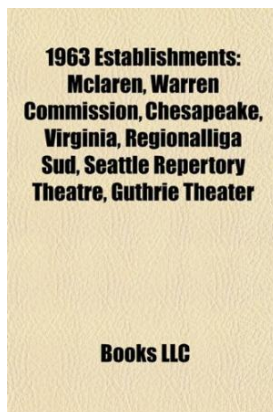 1963 Establishments:
Mclaren, Warren
Commission, Chesapeake,
Virginia, Regionalliga
Sud, Seattle Repertory
Theatre, Guthrie Theater
Books LLC